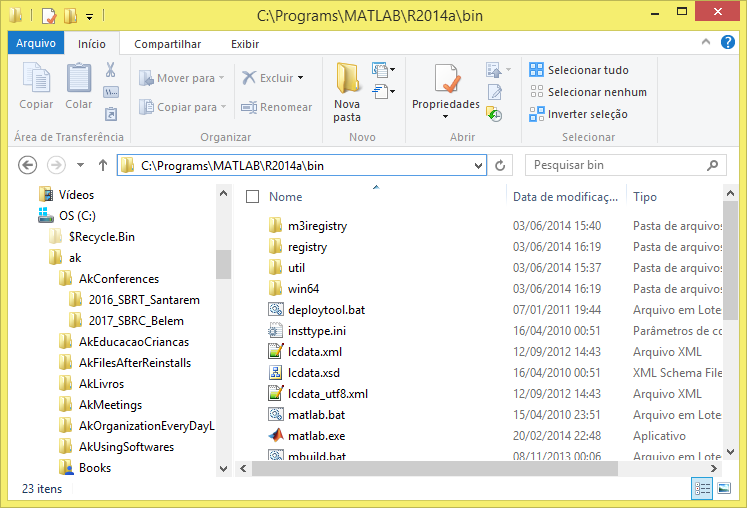 C:\Programs\MATLAB\R2014a\bin
Arquivo Início Compartilhar Exibir
Copiar Colar Mover para Copiar para Excluir Renomear Nova pasta Propriedades Selecionar tudo Selecionar nenhum Inverter seleção
Área de Transferência Organizar Novo Abrir Selecionar
C:\Programs\MATLAB\R2014a\bin Pesquisar bin
Vídeos
OS (C:)
$Recycle.Bin
ak
AkConferences
2016_SBRT_Santarem
2017_SBRC_Belem
AkEducacaoCriancas
AkFilesAfterReinstalls
AkLivros
AkMeetings
AkOrganizationEveryDayL
AkUsingSoftwares
Books
Nome Data de modificaç... Tipo
m3iregistry 03/06/2014 15:40 Pasta de arquivos
registry 03/06/2014 16:19 Pasta de arquivos
util 03/06/2014 15:37 Pasta de arquivos
win64 03/06/2014 16:19 Pasta de arquivos
deploytool.bat 07/01/2011 19:44 Arquivo em Lote
insttype.ini 16/04/2010 00:51 Parâmetros de co
lcdata.xml 12/09/2012 14:43 Arquivo XML
lcdata.xsd 16/04/2010 00:51 XML Schema File
lcdata_utf8.xml 12/09/2012 14:43 Arquivo XML
matlab.bat 15/04/2010 23:51 Arquivo em Lote
matlab.exe 20/02/2014 22:48 Aplicativo
mbuild.bat 08/11/2013 00:06 Arquivo em Lote
23 itens